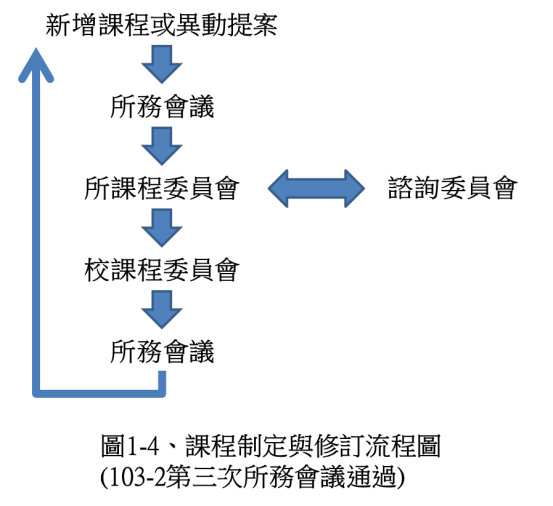 新增課程或異動提案
所務會議
所課程委員會
諮詢委員會
校課程委員會
所務會議
圖1-4、課程制定與修訂流程圖
(103-2第三次所務會議通過)